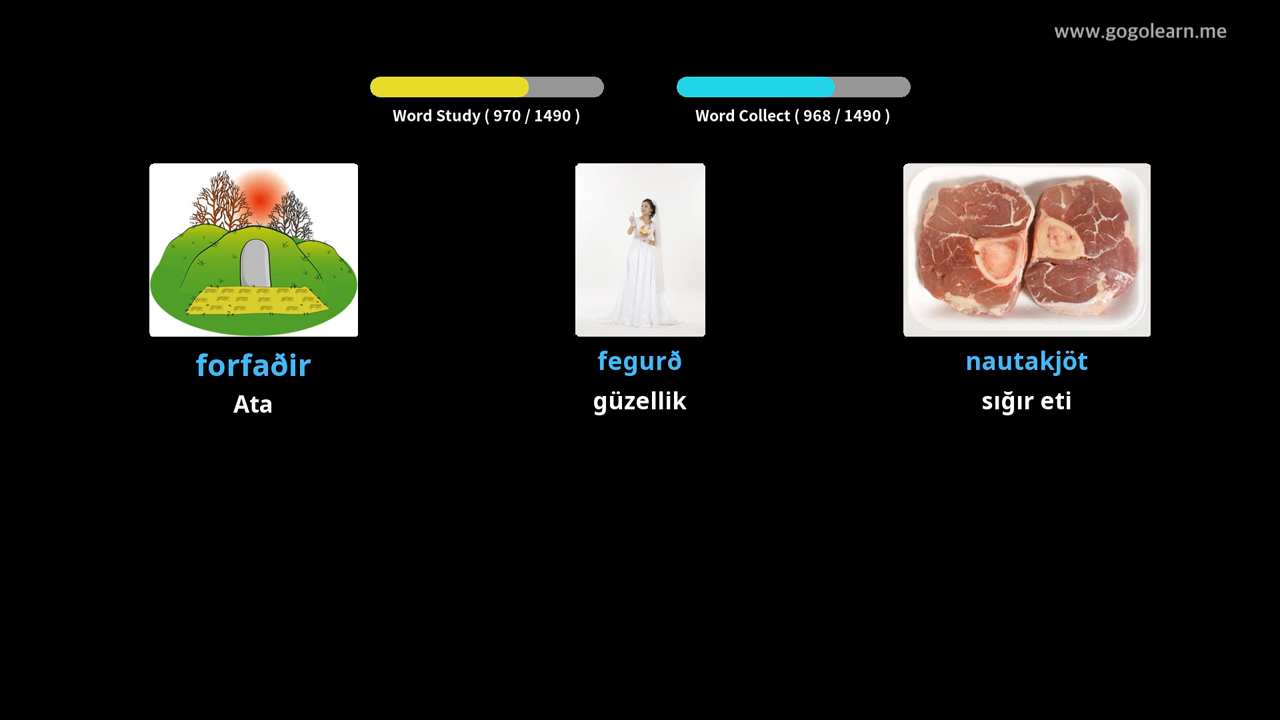 www.gogolearn.me
Word Study ( 970 / 1490 )
Word Collect ( 968 / 1490 )
forfaðir
Ata
fegurð
güzellik
nautakjöt
sığır eti